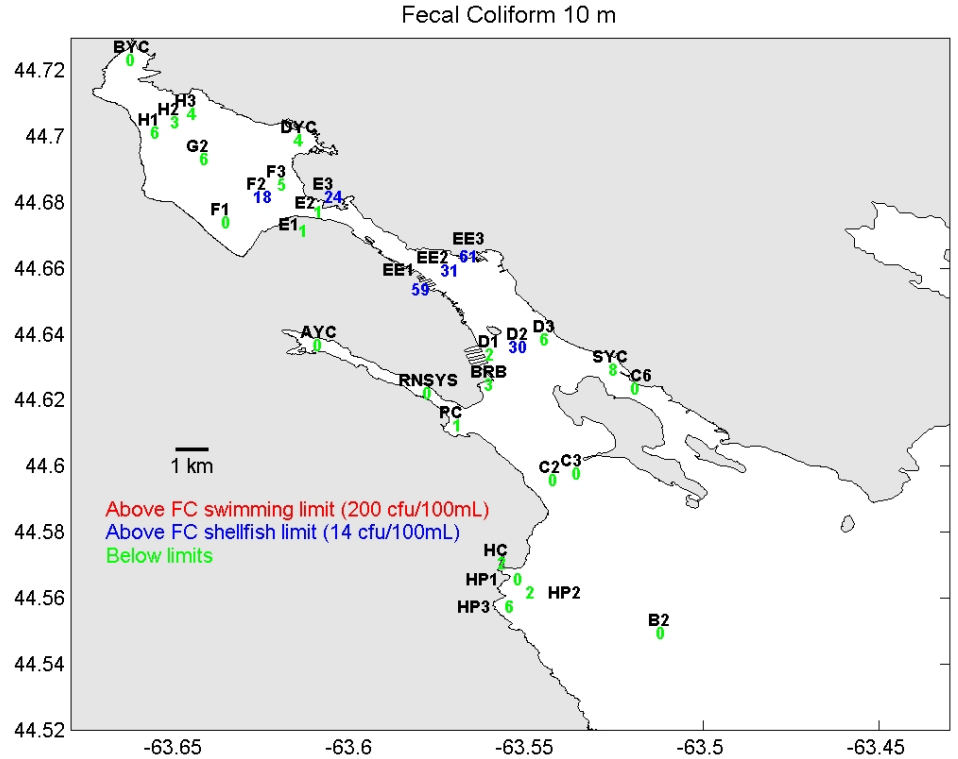 Fecal Coliform 10 m
44.72
BYC
0
44.7
H3
4
H2
3
H1
6
DYC
4
G2
6
44.68
F3
5
F2
18
E3
24
E2
1
F1
0
E1
1
44.66
EE3
61
EE2
31
EE1
59
44.64
AYC
0
D3
6
D2
30
D1
2
SYC
8
BRB
3
C6
0
44.62
RNSYS
0
PC
1
44.6
1 km
C3
0
C2
0
Above FC swimming limit (200 cfu/100mL)
Above FC shellfish limit (14 cfu/100mL)
Below limits
44.58
HC
HP1
0
2
HP2
44.56
HP3
6
B2
0
44.54
44.52
-63.65
-63.6
-63.55
-63.5
-63.45